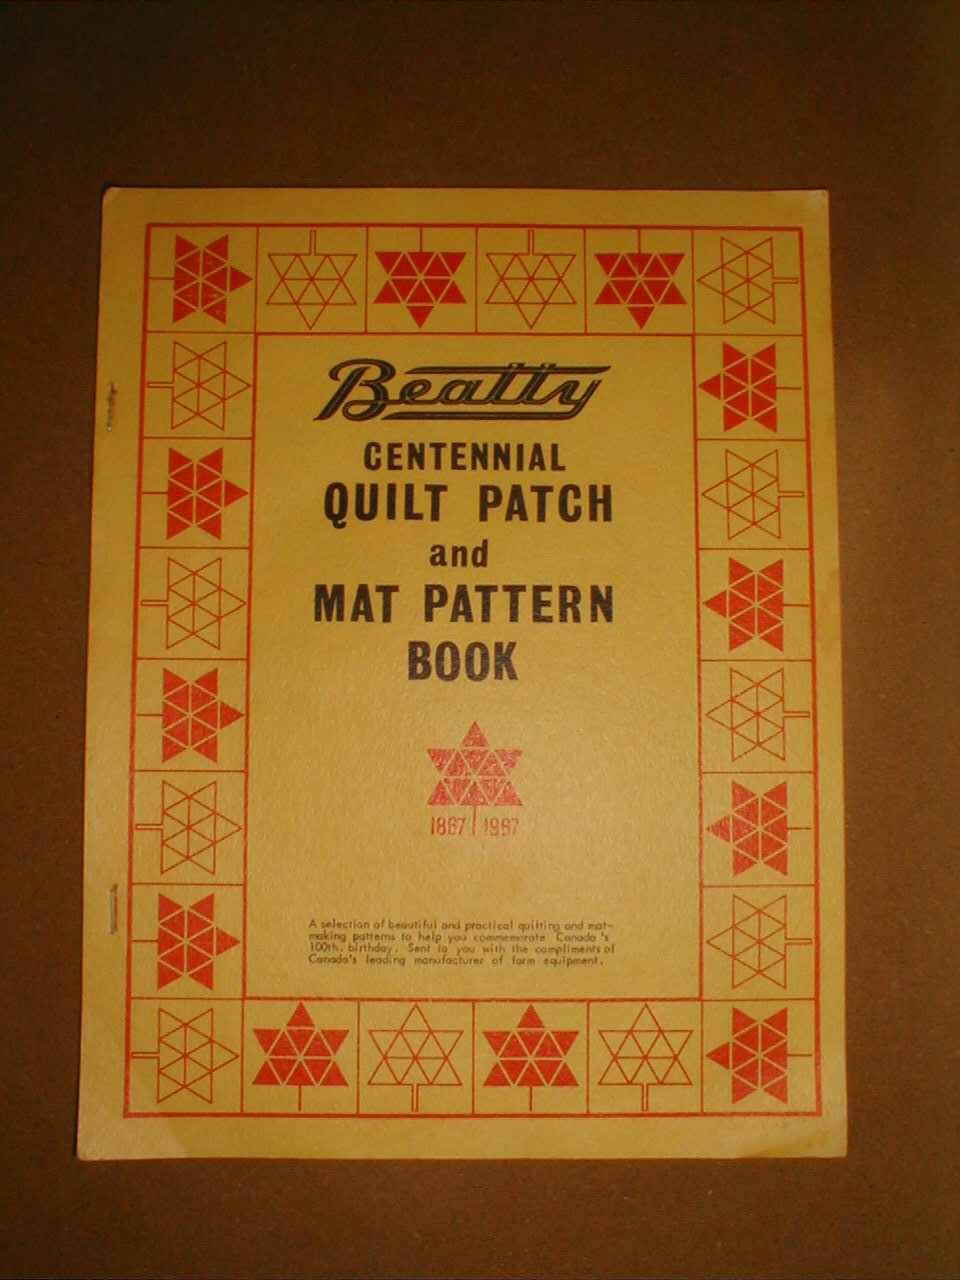 Beatty
CENTENNIAL
QUILT PATCH
and
MAT PATTERN
BOOK
1867 1967
A selection of beautiful and practical quilting and mat-
making patterns to help you commemorate Canada's
100th. birthday. Sent to you with the compliments of
Canada's leading manufacturer of farm equipment.